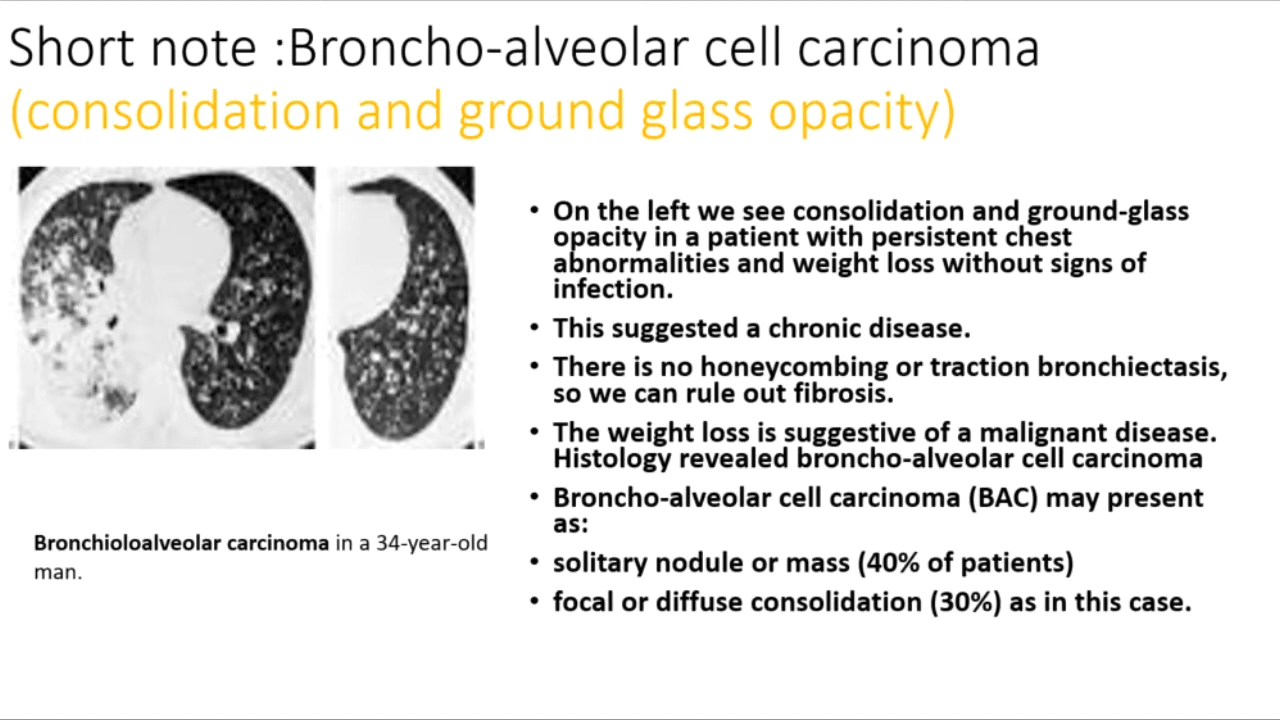 Short note :Broncho-alveolar cell carcinoma
(consolidation and ground glass opacity)
• On the left we see consolidation and ground-glass
opacity in a patient with persistent chest
abnormalities and weight loss without signs of
infection.
• This suggested a chronic disease.
• There is no honeycombing or traction bronchiectasis,
so we can rule out fibrosis.
• The weight loss is suggestive of a malignant disease.
Histology revealed broncho-alveolar cell carcinoma
• Broncho-alveolar cell carcinoma (BAC) may present
as:
• solitary nodule or mass (40% of patients)
• focal or diffuse consolidation (30%) as in this case.
Bronchioloalveolar carcinoma in a 34-year-old
man.